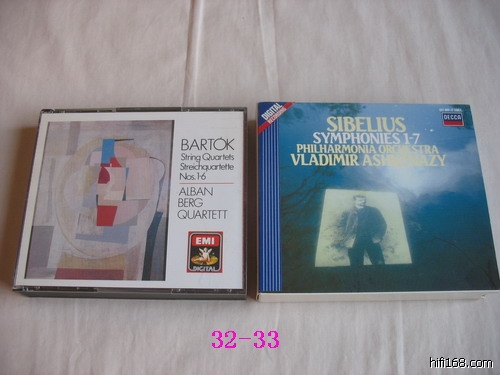 BARTÓK
String Quartets
Streichquartette
Nos.1-6
ALBAN
BERG
QUARTETT
EMI
DIGITAL
DIGITAL
RECORDING
DECCA
SIBELIUS
SYMPHONIES 1-7
PHILHARMONIA ORCHESTRA
VLADIMIR ASHKENAZY
32-33
hifi168.com